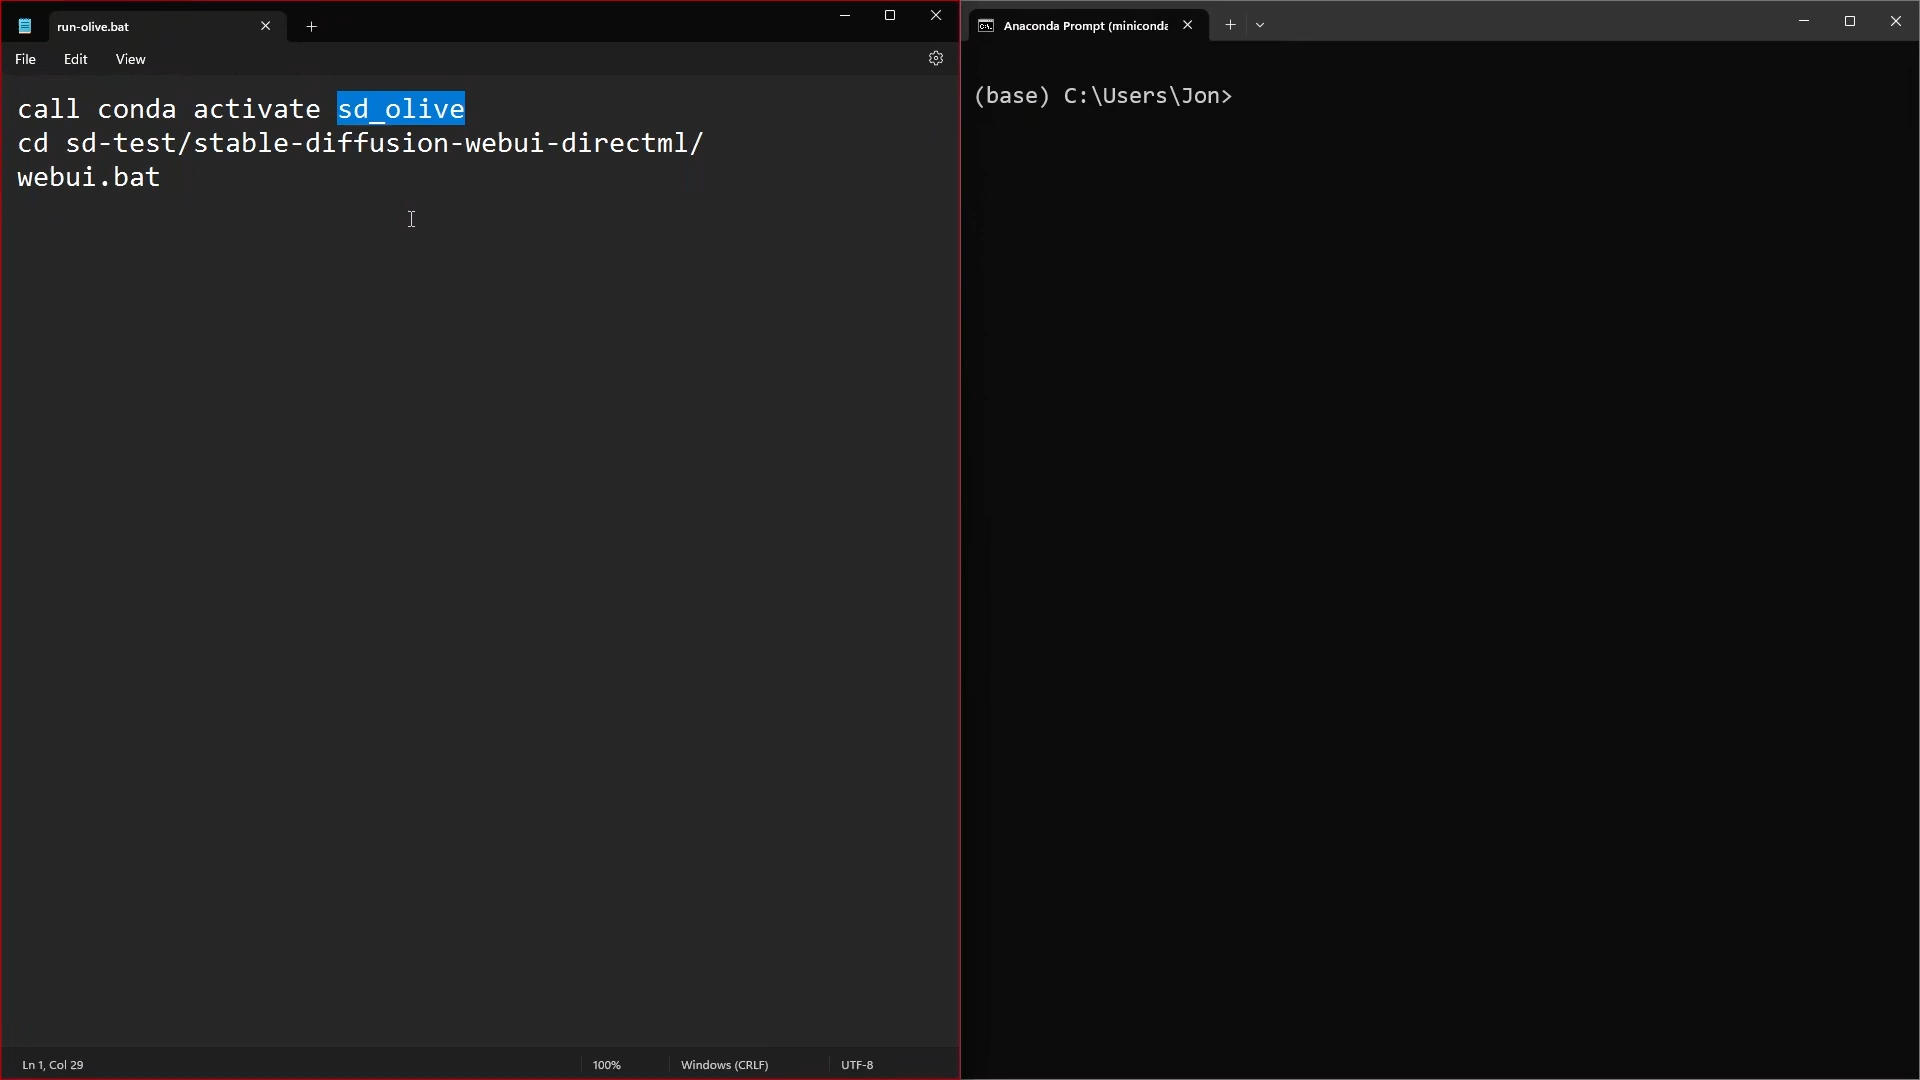 run-olive.bat
File Edit View
call conda activate sd_olive
cd sd-test/stable-diffusion-webui-directml/
webui.bat
Ln 1, Col 29 100% Windows (CRLF) UTF-8
Anaconda Prompt (miniconda
(base) C:\Users\Jon>